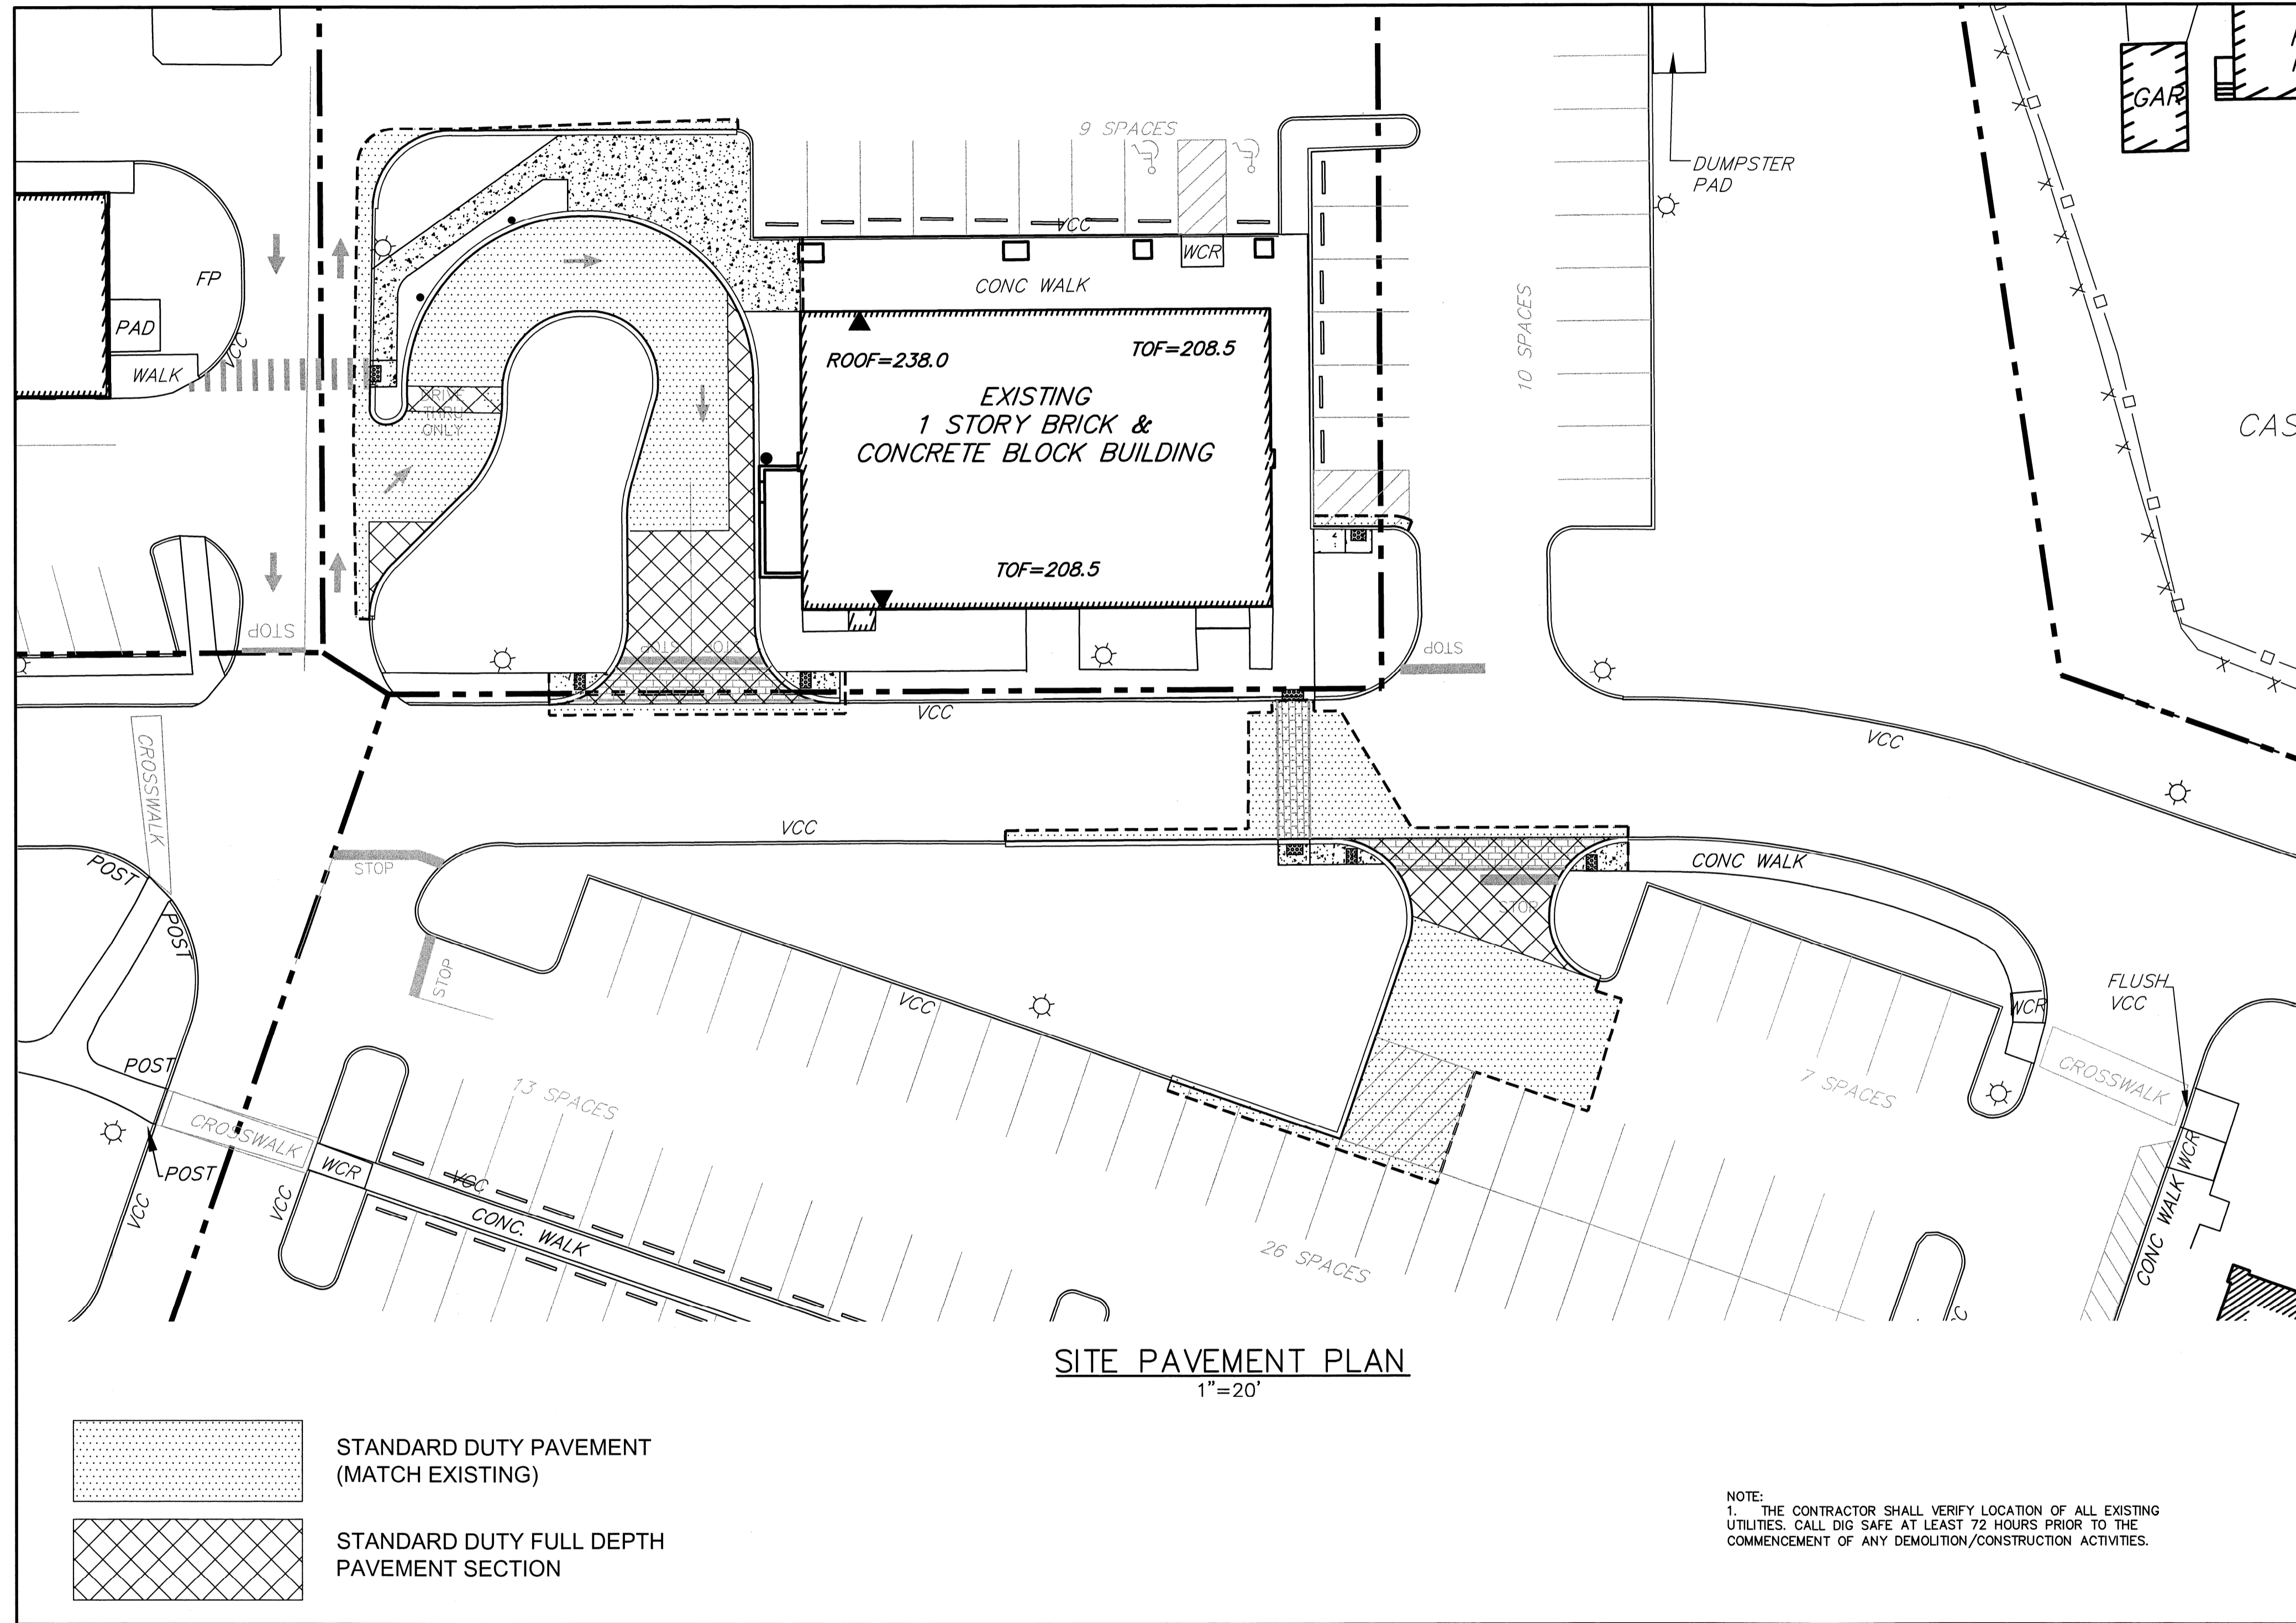 9 SPACES
GAR
DUMPSTER
PAD
VCC
WCR
FP
CONC WALK
PAD
10 SPACES
VCC
WALK
ROOF=238.0
TOF=208.5
DRIVE
THRU
ONLY
EXISTING
1 STORY BRICK &
CONCRETE BLOCK BUILDING
CAS
TOF=208.5
STOP
STOP
STOP
STOP
VCC
VCC
CROSSWALK
VCC
POST
STOP
CONC WALK
POST
STOP
STOP
VCC
FLUSH
VCC
WCR
POST
13 SPACES
7 SPACES
CROSSWALK
CROSSWALK
WCR
WCR
POST
VCC
VCC
VCC
CONC. WALK
CONC WALK
26 SPACES
SITE PAVEMENT PLAN
1"=20'
STANDARD DUTY PAVEMENT
(MATCH EXISTING)
STANDARD DUTY FULL DEPTH
PAVEMENT SECTION
NOTE:
1. THE CONTRACTOR SHALL VERIFY LOCATION OF ALL EXISTING
UTILITIES. CALL DIG SAFE AT LEAST 72 HOURS PRIOR TO THE
COMMENCEMENT OF ANY DEMOLITION/CONSTRUCTION ACTIVITIES.